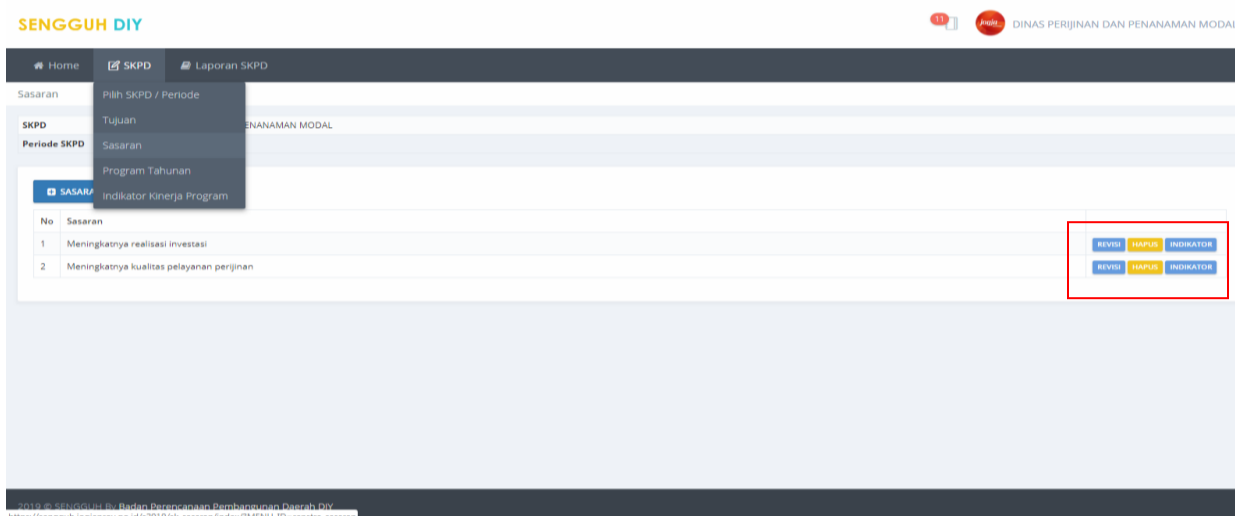 SENGGUH DIY
11
DINAS PERIJINAN DAN PENANAMAN MODAL
Home SKPD Laporan SKPD
Sasaran
Pilih SKPD / Periode
Tujuan
Sasaran
Program Tahunan
Indikator Kinerja Program
SKPD ENANAMAN MODAL
Periode SKPD
SASARA
No Sasaran
1 Meningkatnya realisasi investasi REVISI HAPUS INDIKATOR
2 Meningkatnya kualitas pelayanan perijinan REVISI HAPUS INDIKATOR
2019 © SENGGUH By Badan Perencanaan Pembangunan Daerah DIY